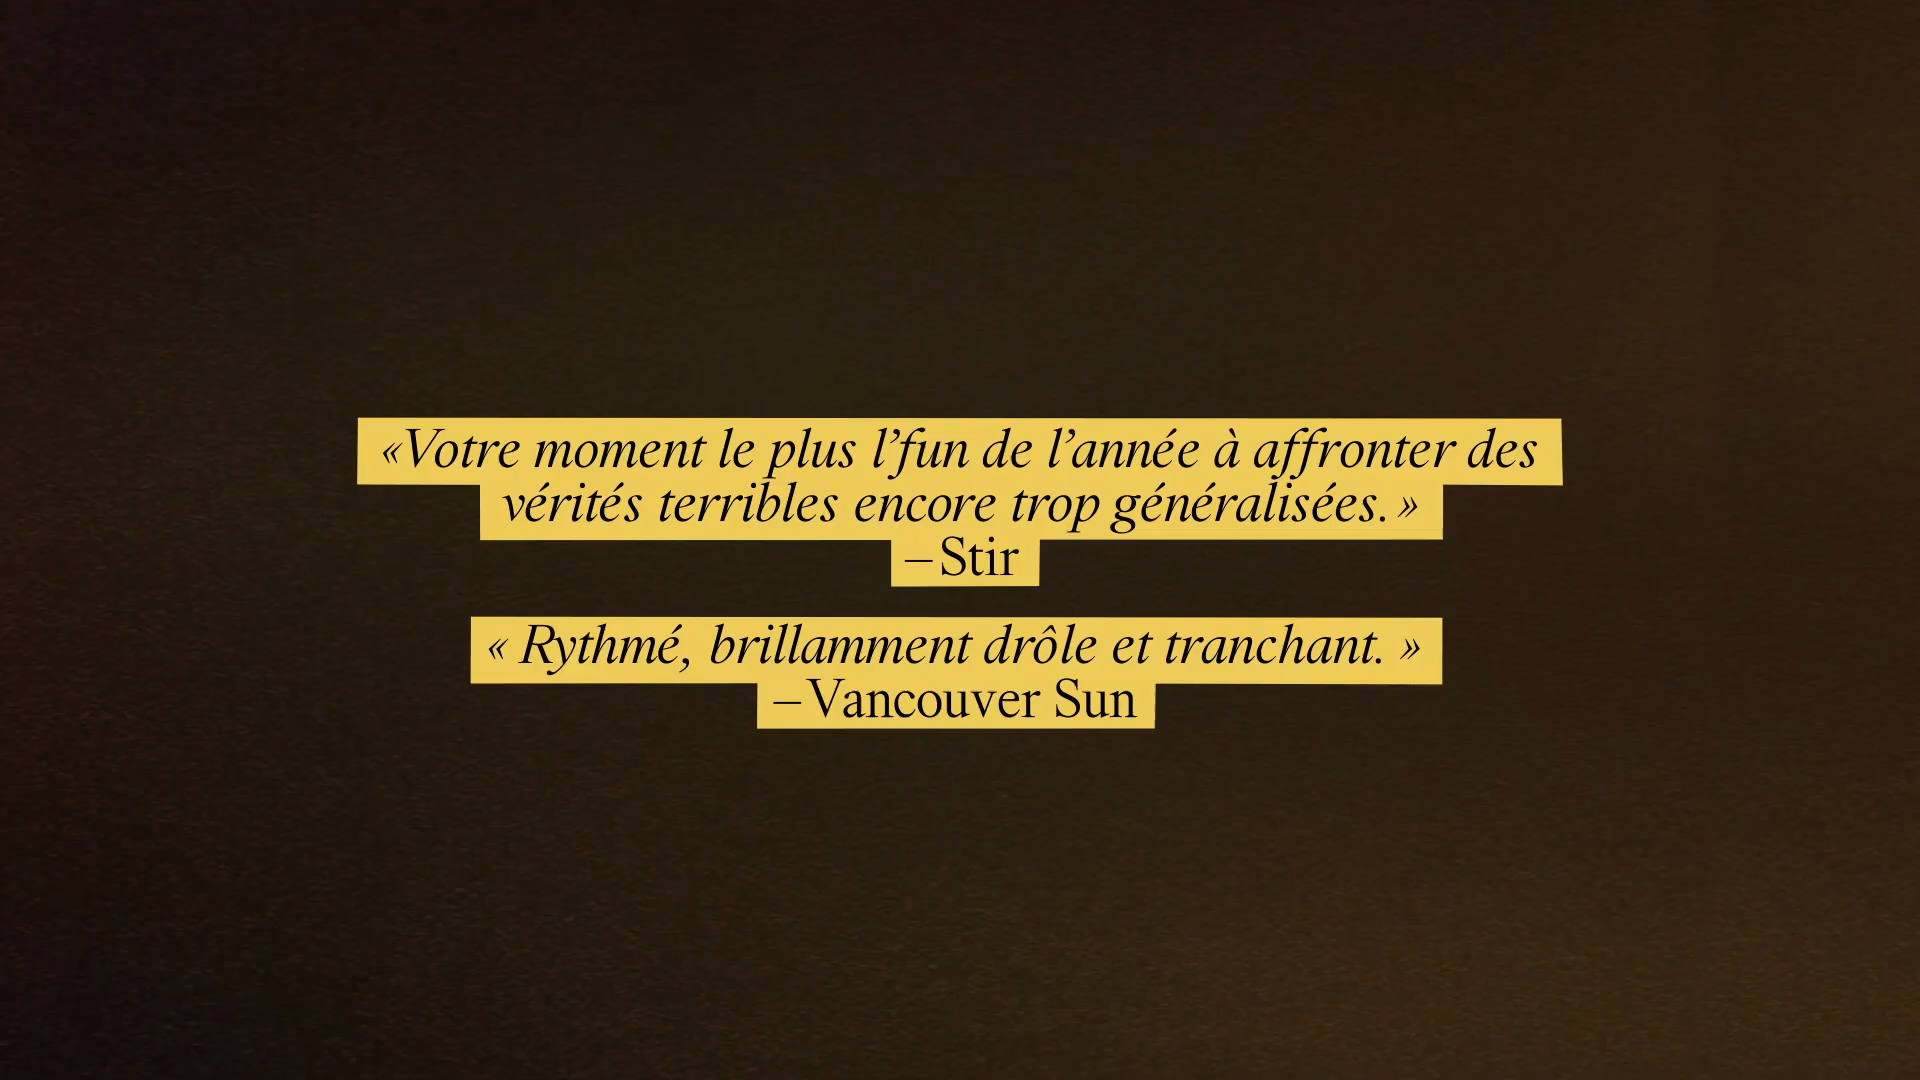 «Votre moment le plus l’fun de l’année à affronter des
vérités terribles encore trop généralisées. »
– Stir
« Rythmé, brillamment drôle et tranchant. »
– Vancouver Sun